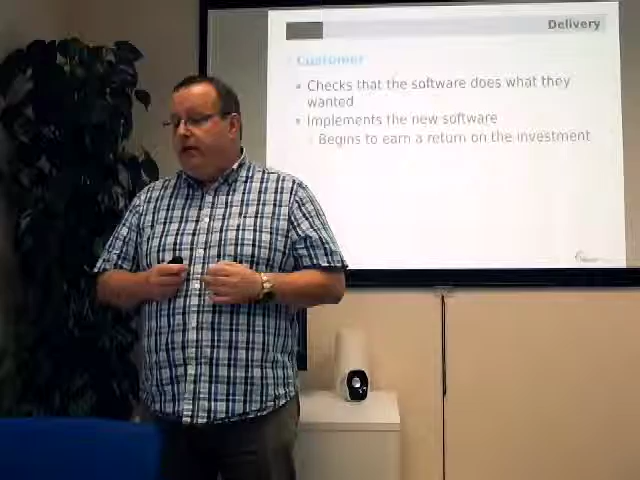 Delivery
Customer
Checks that the software does what they
wanted
Implements the new software
Begins to earn a return on the investment